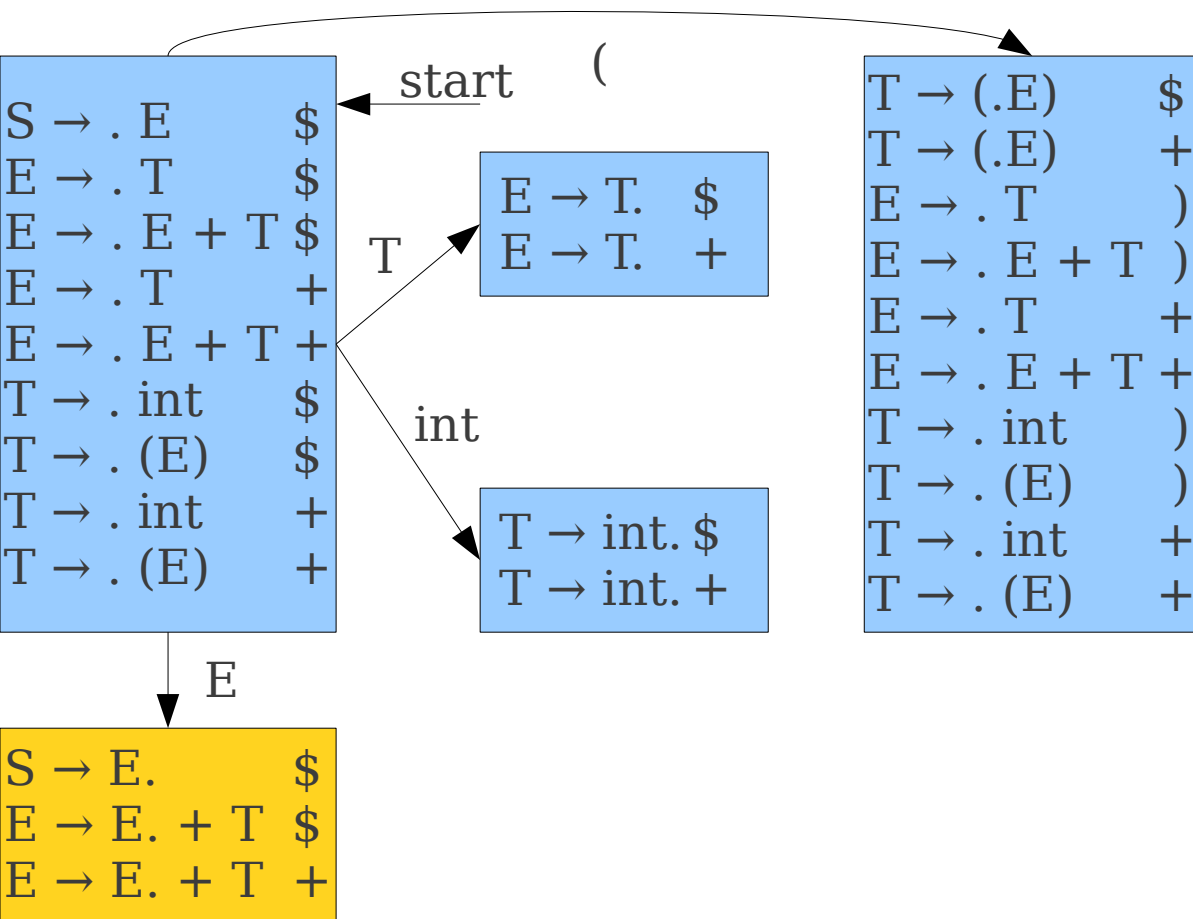 (
start
S → . E $
E → . T $
E → . E + T $
E → . T +
E → . E + T +
T → . int $
T → . (E) $
T → . int +
T → . (E) +
T
E → T. $
E → T. +
int
T → int. $
T → int. +
T → (.E) $
T → (.E) +
E → . T )
E → . E + T )
E → . T +
E → . E + T +
T → . int )
T → . (E) )
T → . int +
T → . (E) +
E
S → E. $
E → E. + T $
E → E. + T +